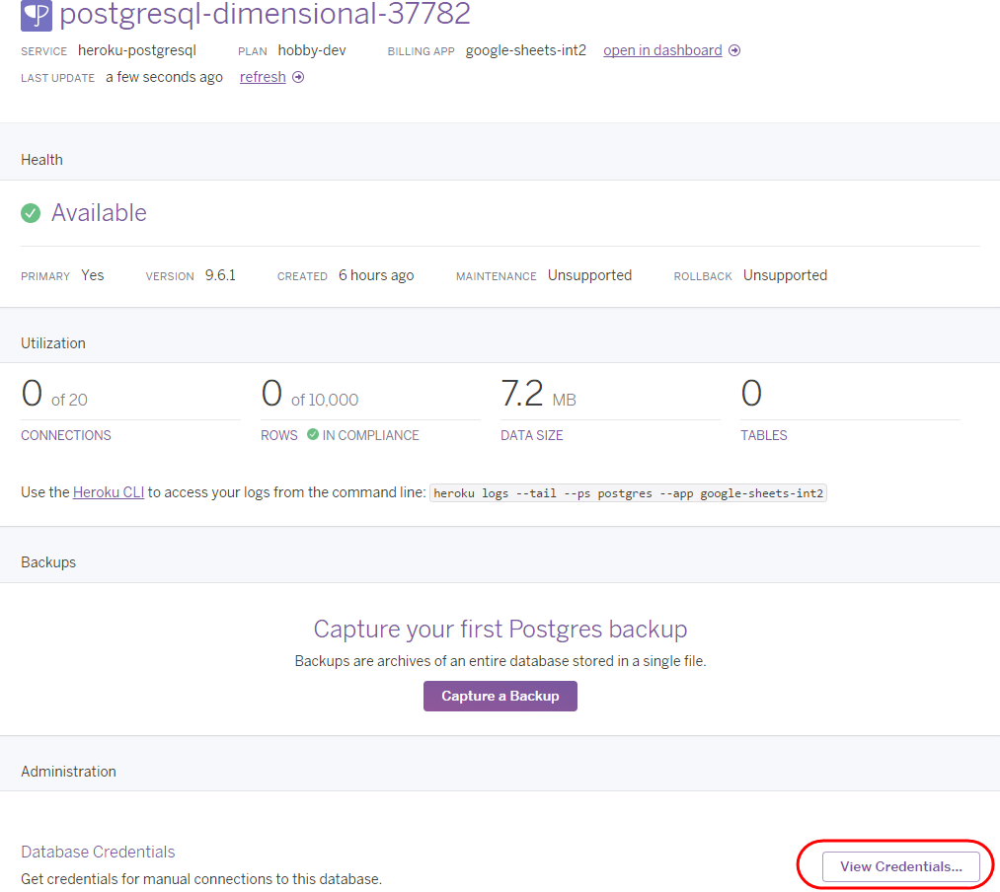 postgresql-dimensional-37782
SERVICE heroku-postgresql PLAN hobby-dev BILLING APP google-sheets-int2 open in dashboard
LAST UPDATE a few seconds ago refresh
Health
Available
PRIMARY Yes VERSION 9.6.1 CREATED 6 hours ago MAINTENANCE Unsupported ROLLBACK Unsupported
Utilization
0 of 20 0 of 10,000 7.2 MB 0
CONNECTIONS ROWS IN COMPLIANCE DATA SIZE TABLES
Use the Heroku CLI to access your logs from the command line: heroku logs --tail --ps postgres --app google-sheets-int2
Backups
Capture your first Postgres backup
Backups are archives of an entire database stored in a single file.
Capture a Backup
Administration
Database Credentials
Get credentials for manual connections to this database.
View Credentials...